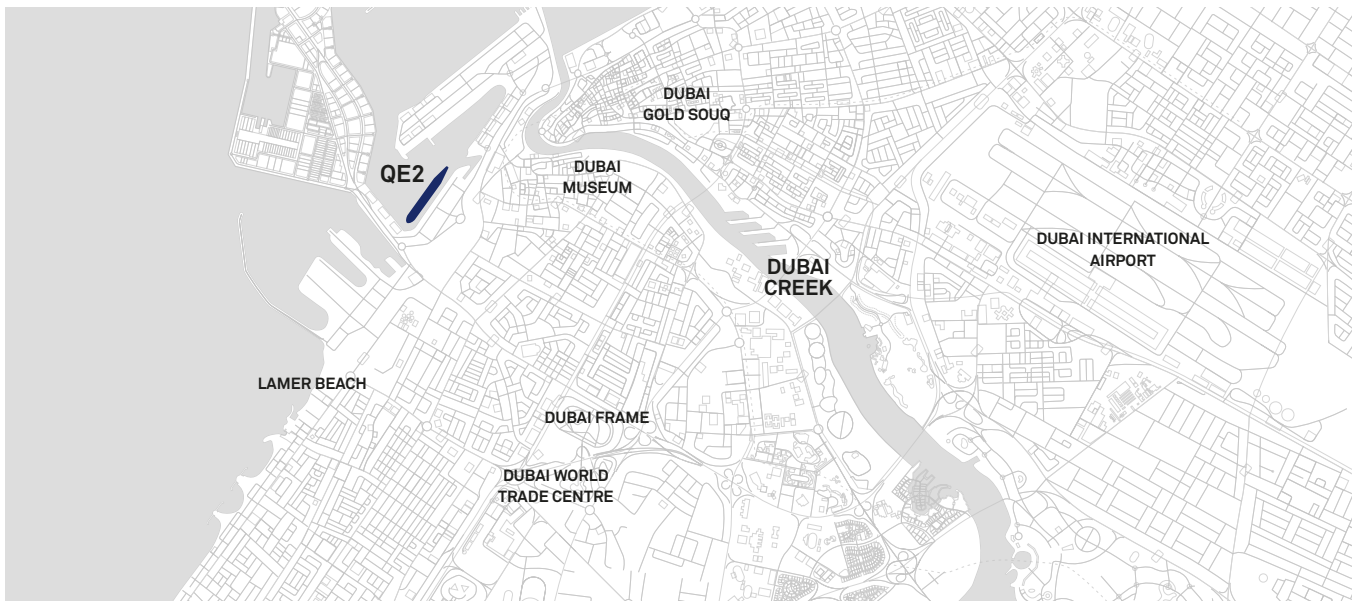 DUBAI
GOLD SOUQ
QE2
DUBAI
MUSEUM
DUBAI INTERNATIONAL
AIRPORT
DUBAI
CREEK
LAMER BEACH
DUBAI FRAME
DUBAI WORLD
TRADE CENTRE